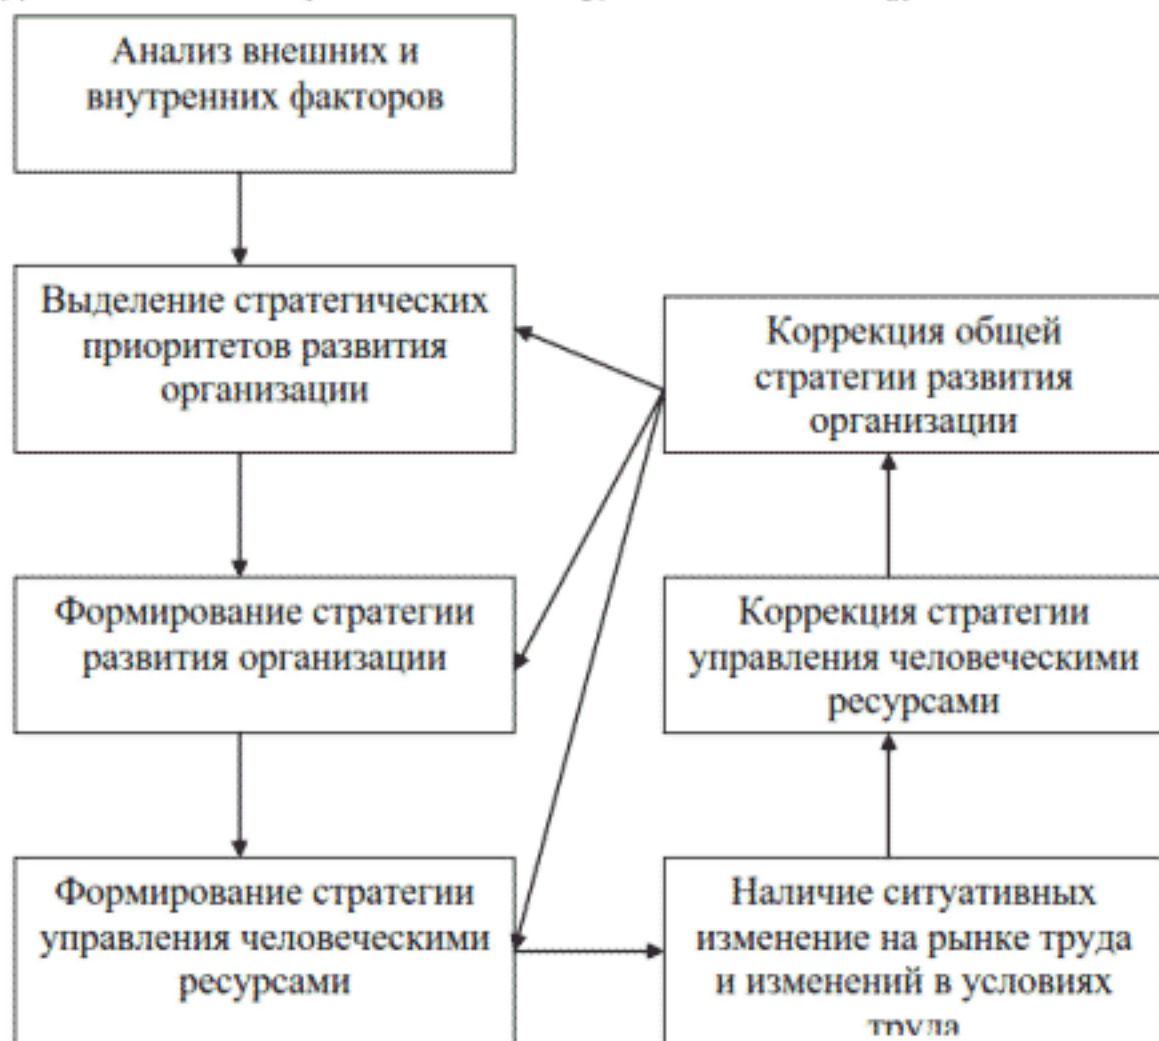 Анализ внешних и
внутренних факторов
Выделение стратегических
приоритетов развития
организации
Коррекция общей
стратегии развития
организации
Формирование стратегии
развития организации
Коррекция стратегии
управления человеческими
ресурсами
Формирование стратегии
управления человеческими
ресурсами
Наличие ситуативных
изменение на рынке труда
и изменений в условиях
труда